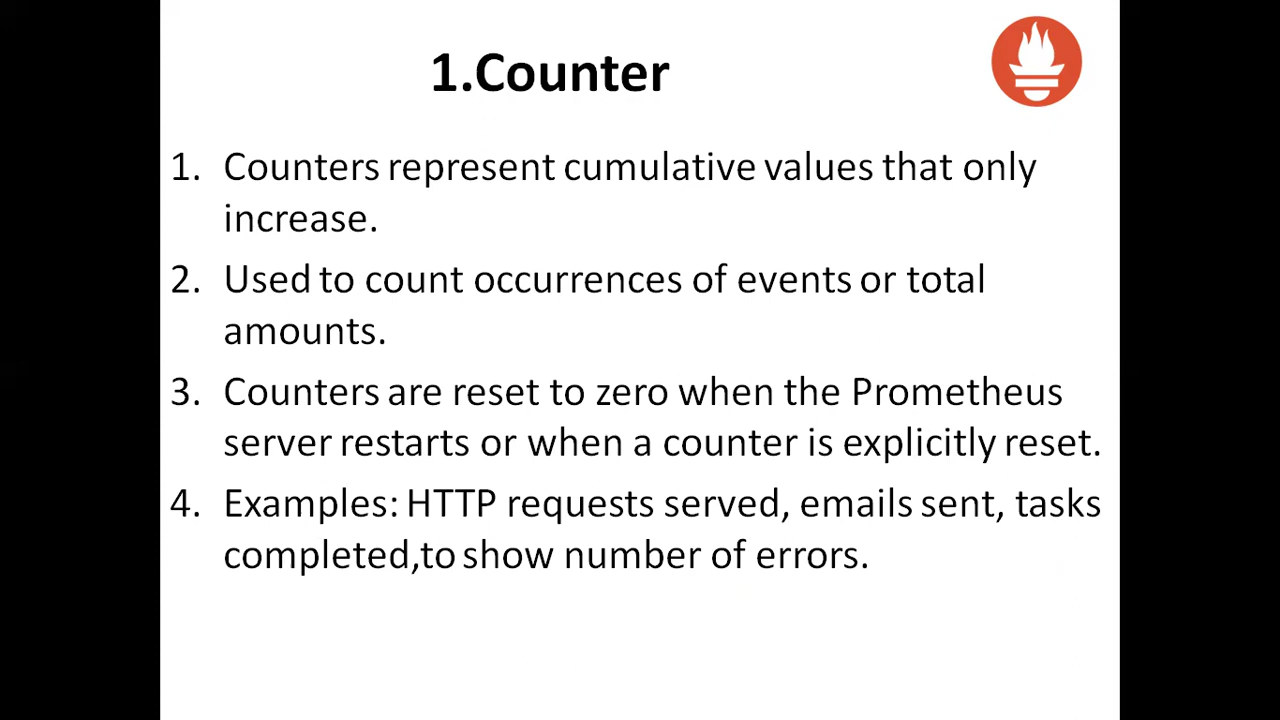 1.Counter
1. Counters represent cumulative values that only
increase.
2. Used to count occurrences of events or total
amounts.
3. Counters are reset to zero when the Prometheus
server restarts or when a counter is explicitly reset.
4. Examples: HTTP requests served, emails sent, tasks
completed,to show number of errors.